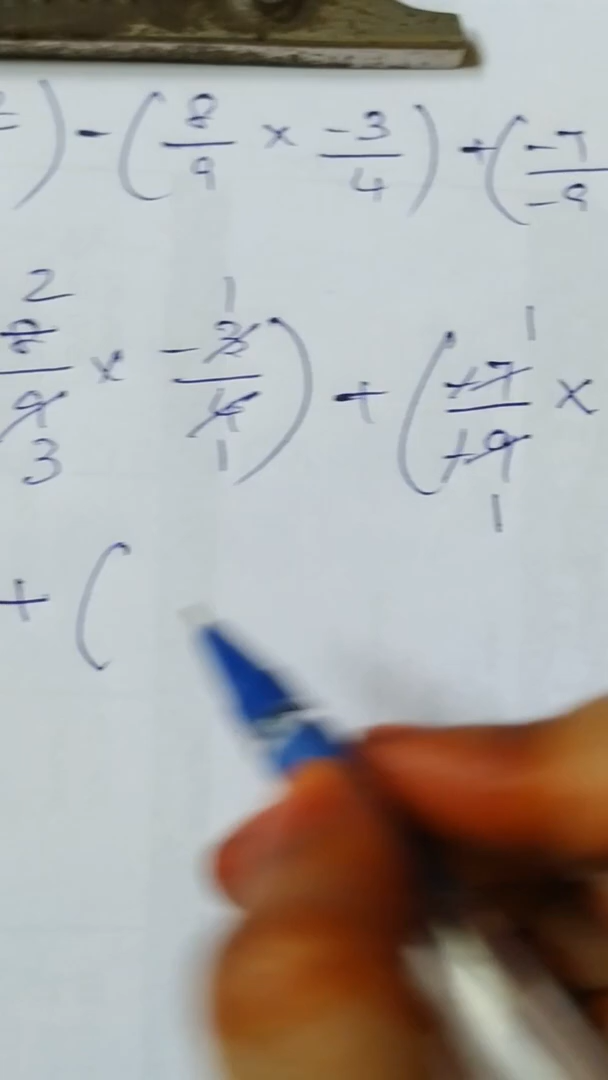 ) - ( 8/9 × -3/4 ) + ( -7/-9
2 1 1
8/9 × -3/4 ) + ( +7/+9 ×
3 1 1
+ (